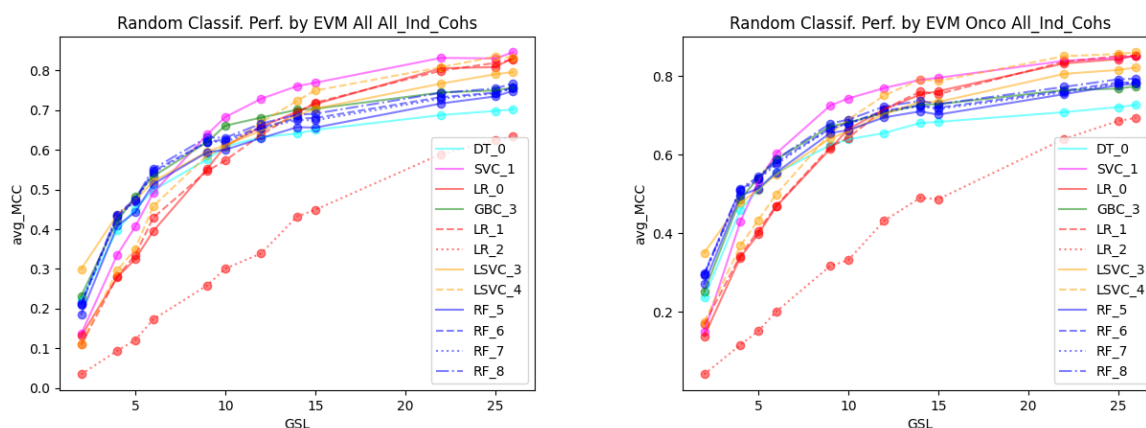 Random Classif. Perf. by EVM All All_Ind_Cohs
avg_MCC
0.8
0.7
0.6
0.5
0.4
0.3
0.2
0.1
0.0
5
10
15
20
25
GSL
DT_0
SVC_1
LR_0
GBC_3
LR_1
LR_2
LSVC_3
LSVC_4
RF_5
RF_6
RF_7
RF_8
Random Classif. Perf. by EVM Onco All_Ind_Cohs
avg_MCC
0.8
0.6
0.4
0.2
5
10
15
20
25
GSL
DT_0
SVC_1
LR_0
GBC_3
LR_1
LR_2
LSVC_3
LSVC_4
RF_5
RF_6
RF_7
RF_8